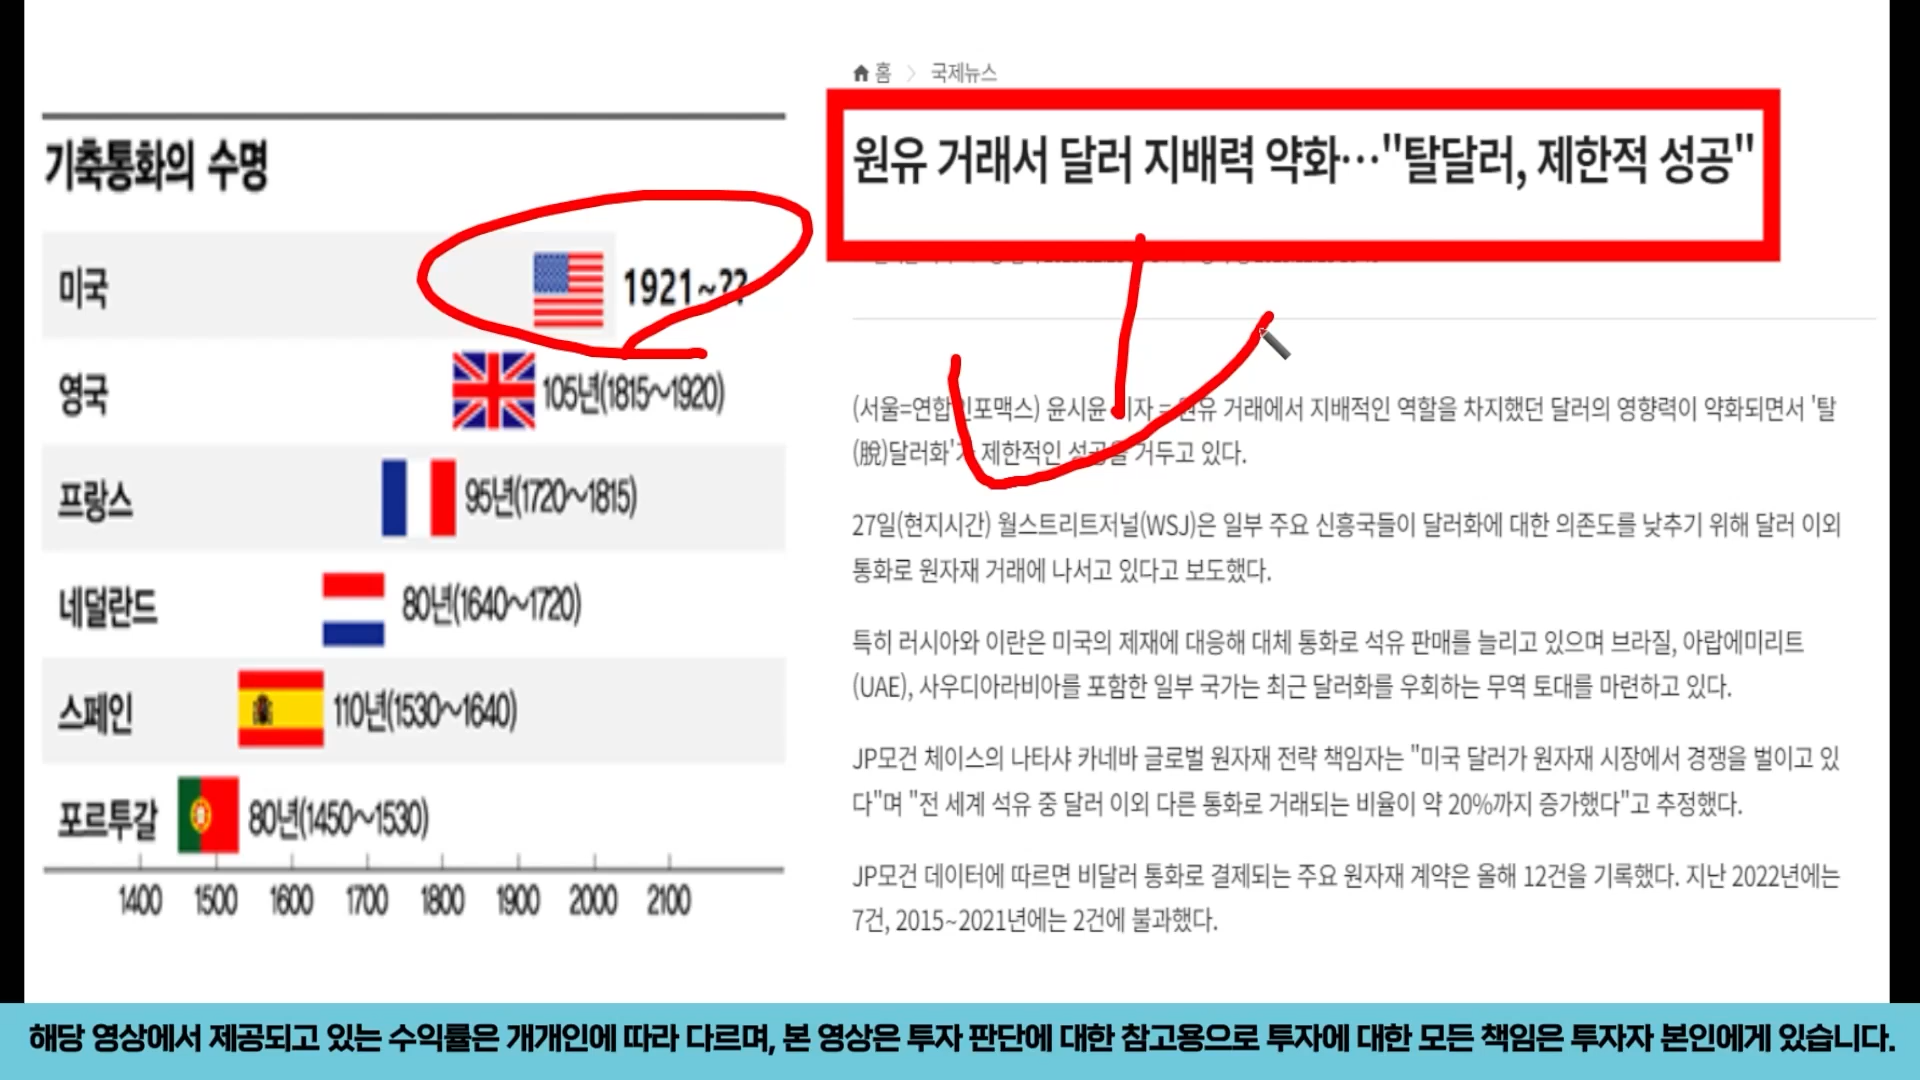 기축통화의 수명
미국 1921~??
영국 105년(1815~1920)
프랑스 95년(1720~1815)
네덜란드 80년(1640~1720)
스페인 110년(1530~1640)
포르투갈 80년(1450~1530)
1400 1500 1600 1700 1800 1900 2000 2100
홈 > 국제뉴스
원유 거래서 달러 지배력 약화…"탈달러, 제한적 성공"
(서울=연합인포맥스) 윤시윤 기자 = 원유 거래에서 지배적인 역할을 차지했던 달러의 영향력이 약화되면서 '탈
(脫)달러화'가 제한적인 성공을 거두고 있다.
27일(현지시간) 월스트리트저널(WSJ)은 일부 주요 신흥국들이 달러화에 대한 의존도를 낮추기 위해 달러 이외
통화로 원자재 거래에 나서고 있다고 보도했다.
특히 러시아와 이란은 미국의 제재에 대응해 대체 통화로 석유 판매를 늘리고 있으며 브라질, 아랍에미리트
(UAE), 사우디아라비아를 포함한 일부 국가는 최근 달러화를 우회하는 무역 토대를 마련하고 있다.
JP모건 체이스의 나타샤 카네바 글로벌 원자재 전략 책임자는 "미국 달러가 원자재 시장에서 경쟁을 벌이고 있
다"며 "전 세계 석유 중 달러 이외 다른 통화로 거래되는 비율이 약 20%까지 증가했다"고 추정했다.
JP모건 데이터에 따르면 비달러 통화로 결제되는 주요 원자재 계약은 올해 12건을 기록했다. 지난 2022년에는
7건, 2015~2021년에는 2건에 불과했다.
해당 영상에서 제공되고 있는 수익률은 개개인에 따라 다르며, 본 영상은 투자 판단에 대한 참고용으로 투자에 대한 모든 책임은 투자자 본인에게 있습니다.